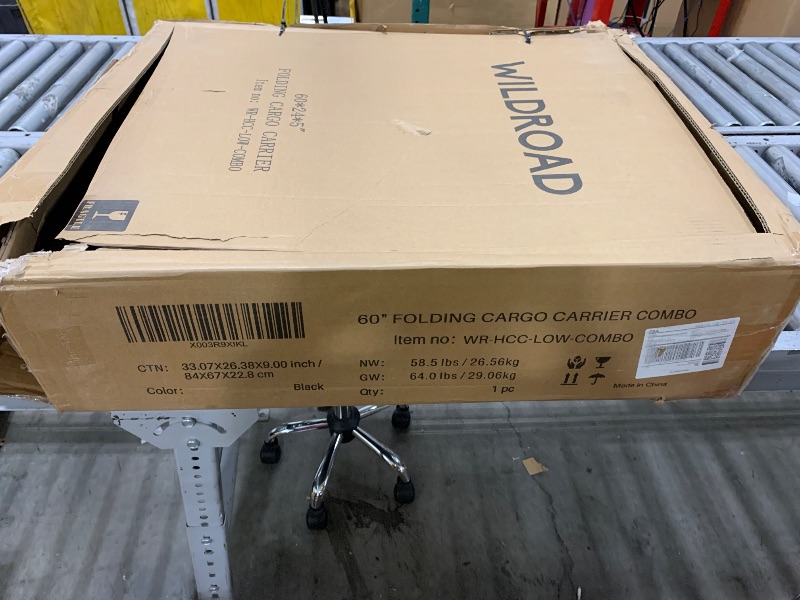 WILDROAD
60*24*5"
FOLDING CARGO CARRIER
Item no: WR-HCC-LOW-COMBO
FRAGILE
X003R9XIKL
60" FOLDING CARGO CARRIER COMBO
Item no: WR-HCC-LOW-COMBO
CTN: 33.07X26.38X9.00 inch /
84X67X22.8 cm
Color: Black
NW: 58.5 lbs / 26.56kg
GW: 64.0 lbs / 29.06kg
Qty: 1 pc
Made in China